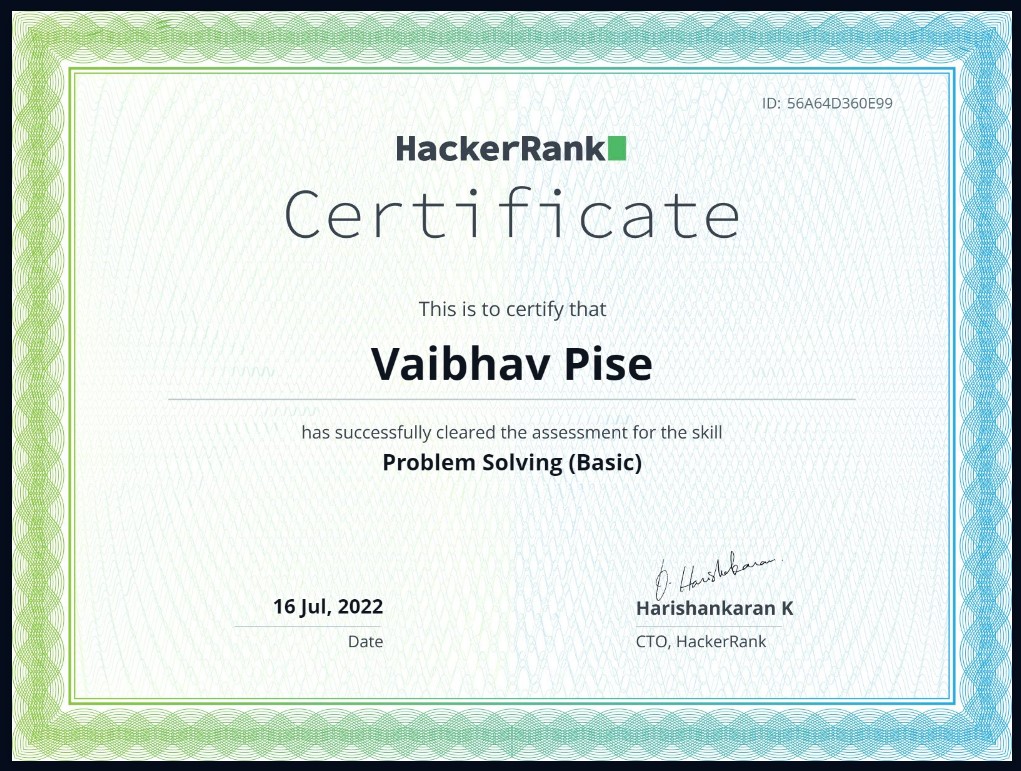 ID: 56A64D360E99
HackerRank
Certificate
This is to certify that
Vaibhav Pise
has successfully cleared the assessment for the skill
Problem Solving (Basic)
16 Jul, 2022
Date
Harishankaran
Harishankaran K
CTO, HackerRank